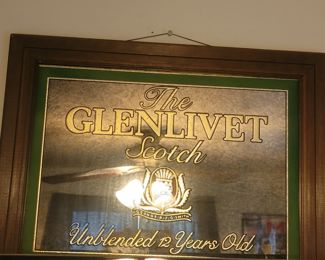 The
GLENLIVET
Scotch
Unblended 12 Years Old